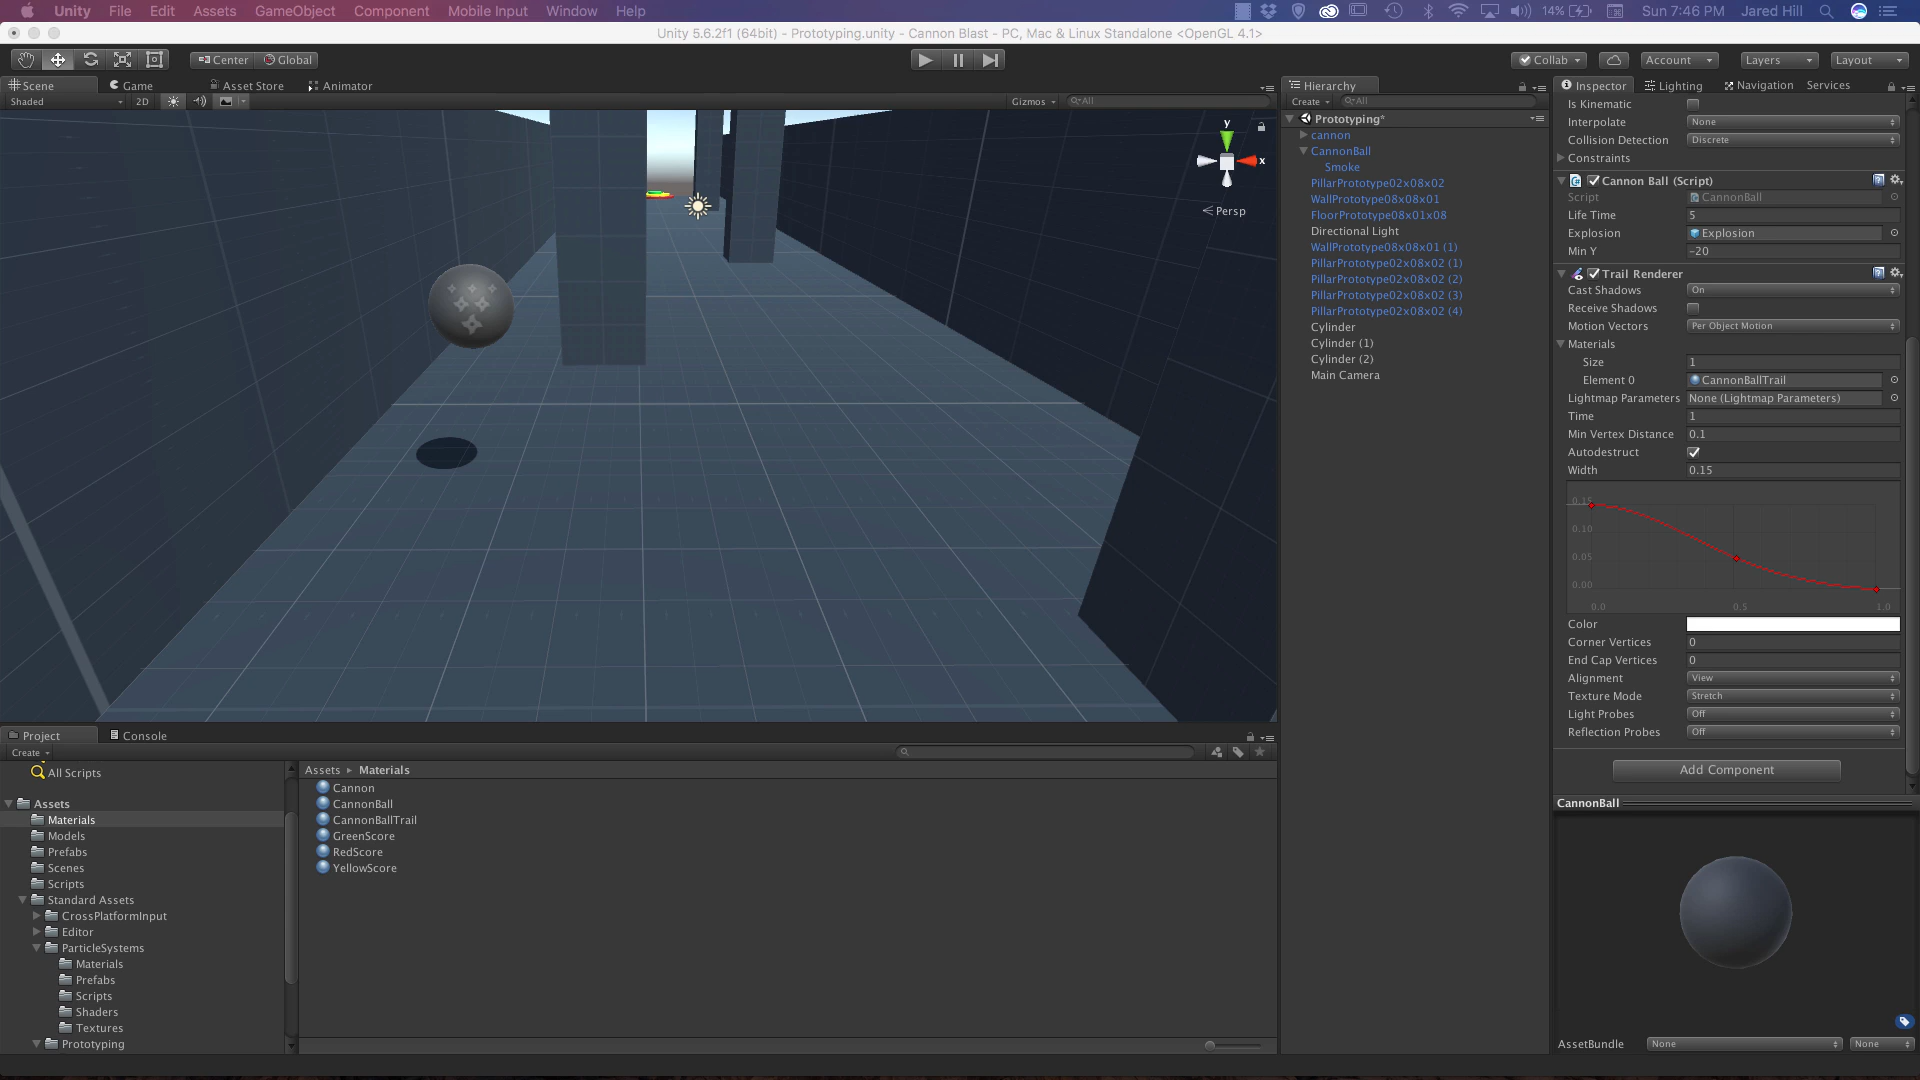 Unity File Edit Assets GameObject Component Mobile Input Window Help 14% Sun 7:46 PM Jared Hill
Unity 5.6.2f1 (64bit) - Prototyping.unity - Cannon Blast - PC, Mac & Linux Standalone <OpenGL 4.1>
Center Global Collab Account Layers Layout
Scene Game Asset Store Animator
Shaded 2D Gizmos All
y
x
Persp
Hierarchy
Create All
Prototyping*
cannon
CannonBall
Smoke
PillarPrototype02x08x02
WallPrototype08x08x01
FloorPrototype08x01x08
Directional Light
WallPrototype08x08x01 (1)
PillarPrototype02x08x02 (1)
PillarPrototype02x08x02 (2)
PillarPrototype02x08x02 (3)
PillarPrototype02x08x02 (4)
Cylinder
Cylinder (1)
Cylinder (2)
Main Camera
Inspector Lighting Navigation Services
Is Kinematic
Interpolate None
Collision Detection Discrete
Constraints
Cannon Ball (Script)
Script CannonBall
Life Time 5
Explosion Explosion
Min Y -20
Trail Renderer
Cast Shadows On
Receive Shadows
Motion Vectors Per Object Motion
Materials
Size 1
Element 0 CannonBallTrail
Lightmap Parameters None (Lightmap Parameters)
Time 1
Min Vertex Distance 0.1
Autodestruct
Width 0.15
0.15
0.10
0.05
0.00
0.0 0.5 1.0
Color
Corner Vertices 0
End Cap Vertices 0
Alignment View
Texture Mode Stretch
Light Probes Off
Reflection Probes Off
Add Component
CannonBall
AssetBundle None None
Project Console
Create
All Scripts
Assets
Materials
Models
Prefabs
Scenes
Scripts
Standard Assets
CrossPlatformInput
Editor
ParticleSystems
Materials
Prefabs
Scripts
Shaders
Textures
Prototyping
Assets Materials
Cannon
CannonBall
CannonBallTrail
GreenScore
RedScore
YellowScore